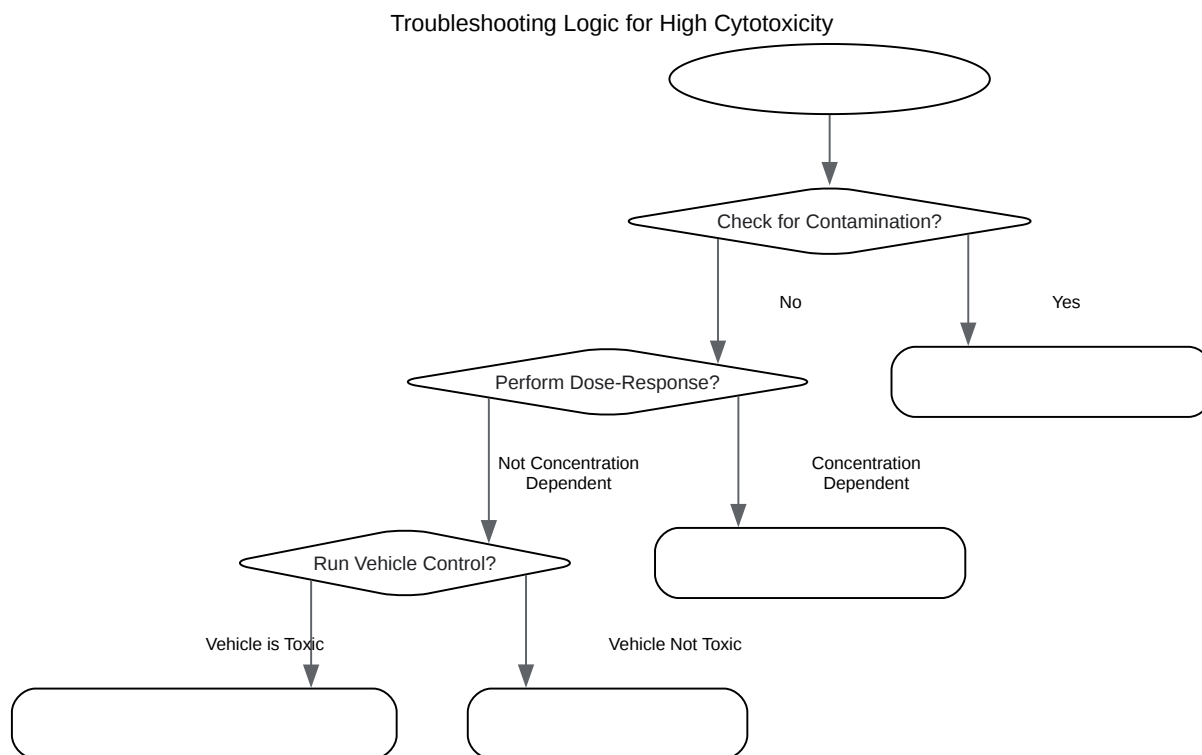 Troubleshooting Logic for High Cytotoxicity
Check for Contamination?
No
Yes
Perform Dose-Response?
Not Concentration
Dependent
Concentration
Dependent
Run Vehicle Control?
Vehicle is Toxic
Vehicle Not Toxic